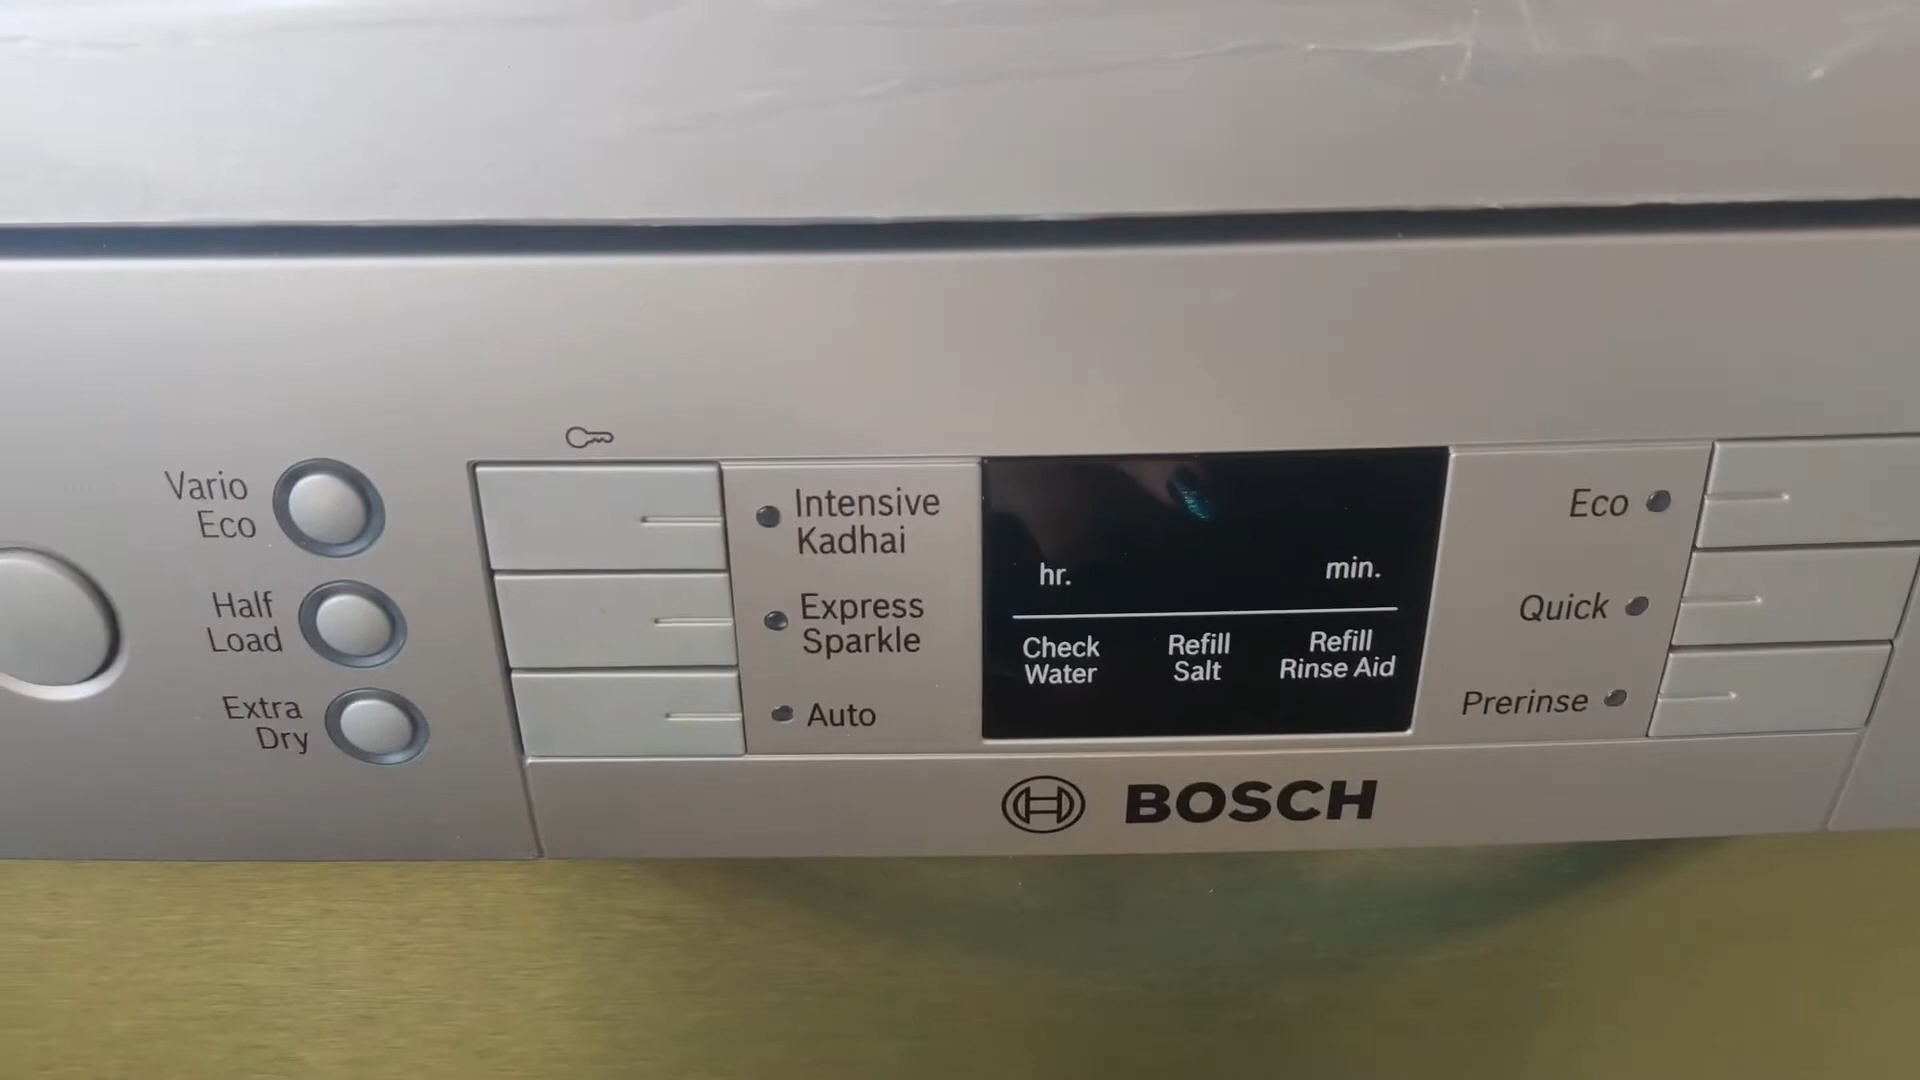 Vario
Eco
Half
Load
Extra
Dry
Intensive
Kadhai
Express
Sparkle
Auto
hr.
min.
Check
Water
Refill
Salt
Refill
Rinse Aid
Eco
Quick
Prerinse
BOSCH